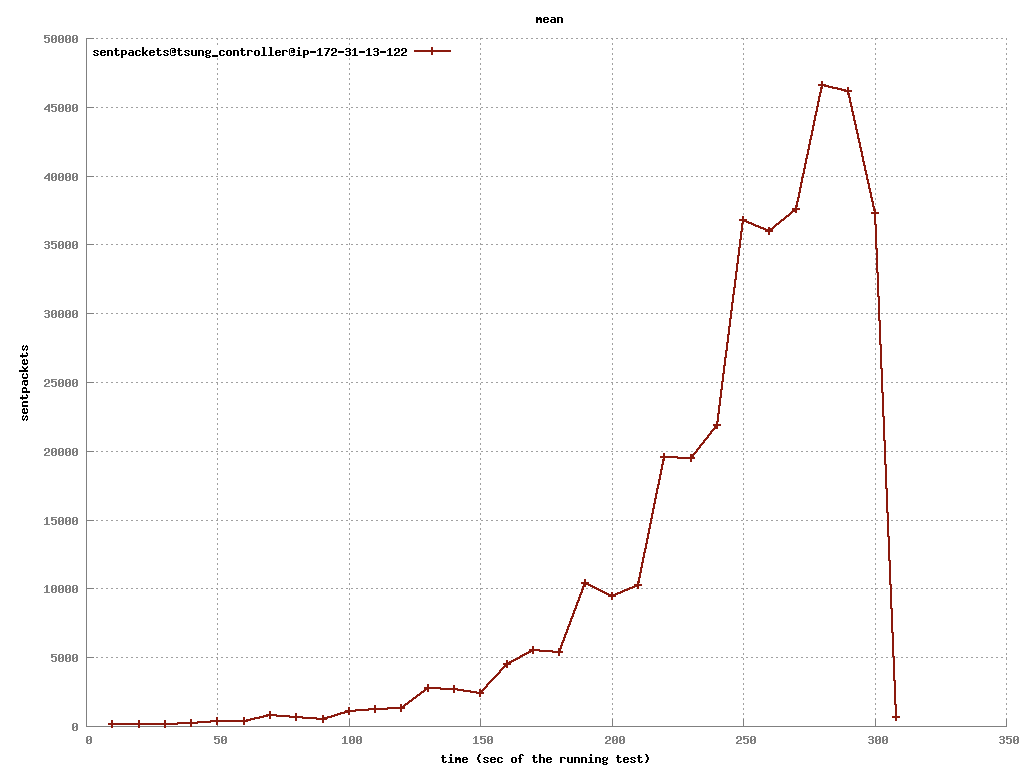 mean
50000
sentpackets@tsung_controller@ip-172-31-13-122
45000
40000
35000
30000
25000
20000
15000
10000
5000
0
sentpackets
0 50 100 150 200 250 300 350
time (sec of the running test)